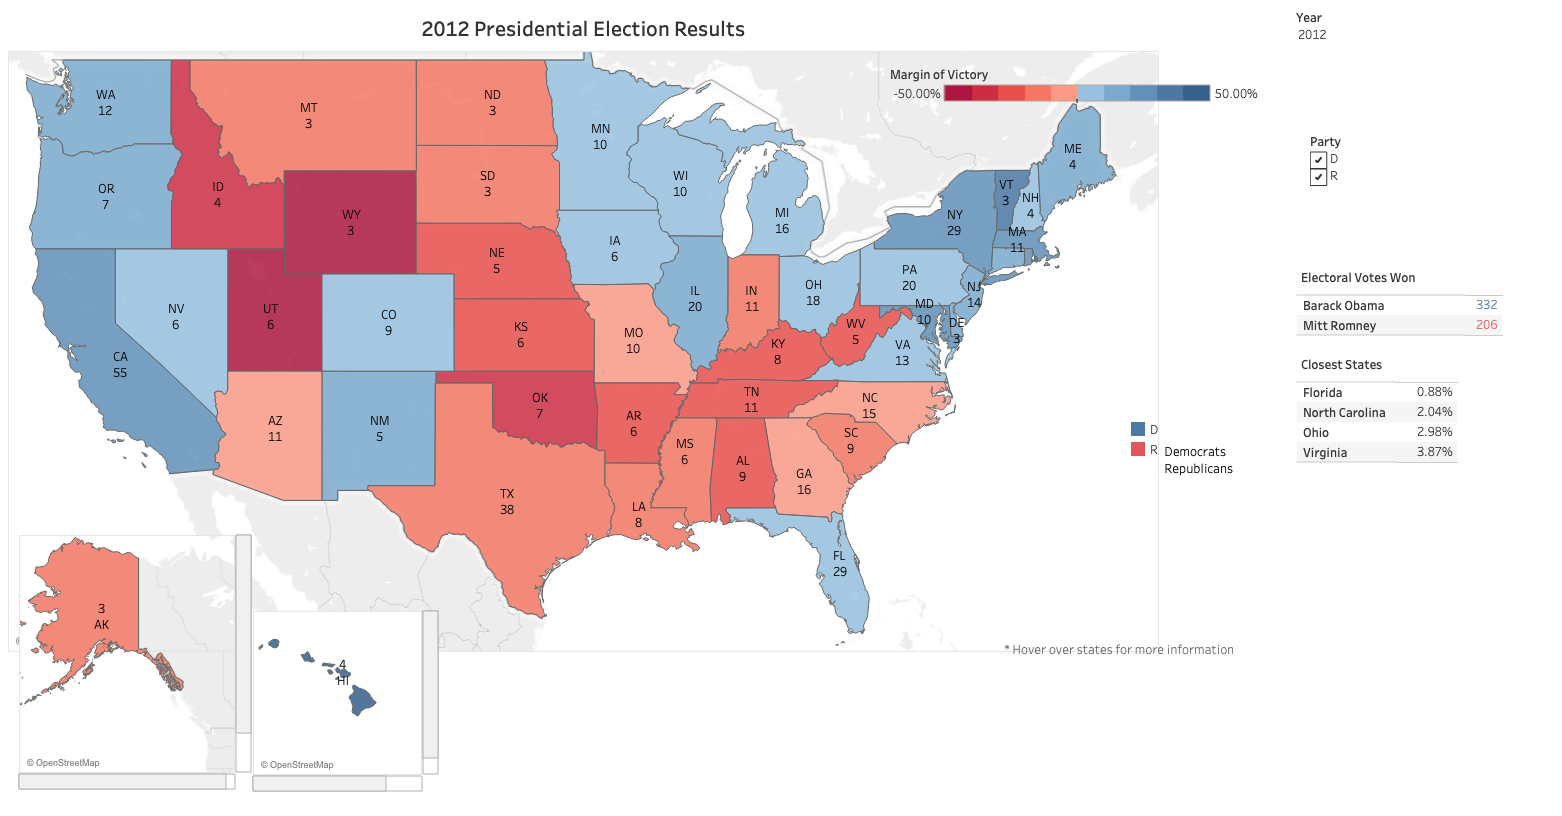 2012 Presidential Election Results
Year
2012
Margin of Victory
-50.00%
50.00%
Party
D
R
WA
12
MT
3
ND
3
MN
10
ME
4
OR
7
ID
4
WY
3
SD
3
WI
10
MI
16
NY
29
VT
3
NH
4
MA
11
NV
6
UT
6
CO
9
NE
5
IA
6
IL
20
IN
11
OH
18
PA
20
NJ
14
MD
10
DE
3
CA
55
KS
6
MO
10
KY
8
WV
5
VA
13
AZ
11
NM
5
OK
7
AR
6
TN
11
NC
15
SC
9
TX
38
LA
8
MS
6
AL
9
GA
16
FL
29
3
AK
4
HI
Electoral Votes Won
Barack Obama 332
Mitt Romney 206
Closest States
Florida 0.88%
North Carolina 2.04%
Ohio 2.98%
Virginia 3.87%
D
R
Democrats
Republicans
* Hover over states for more information
© OpenStreetMap
© OpenStreetMap